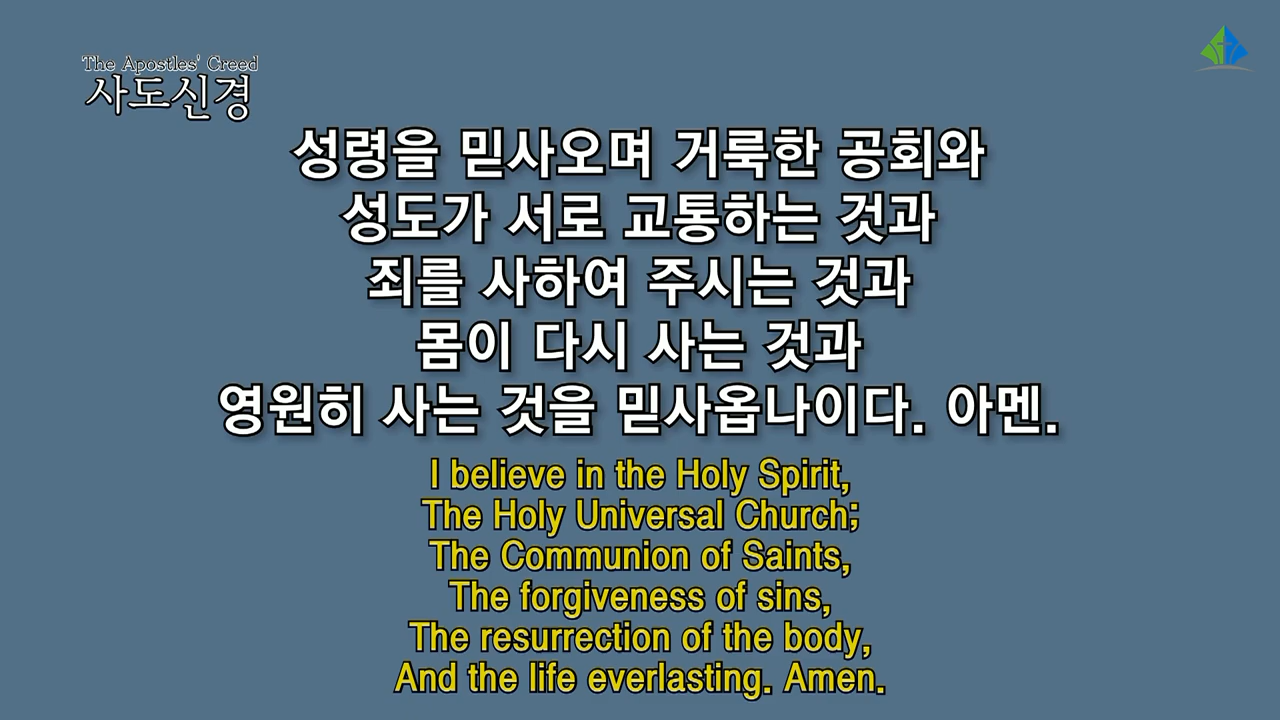 The Apostles' Creed
사도신경
성령을 믿사오며 거룩한 공회와
성도가 서로 교통하는 것과
죄를 사하여 주시는 것과
몸이 다시 사는 것과
영원히 사는 것을 믿사옵나이다. 아멘.
I believe in the Holy Spirit,
The Holy Universal Church;
The Communion of Saints,
The forgiveness of sins,
The resurrection of the body,
And the life everlasting. Amen.